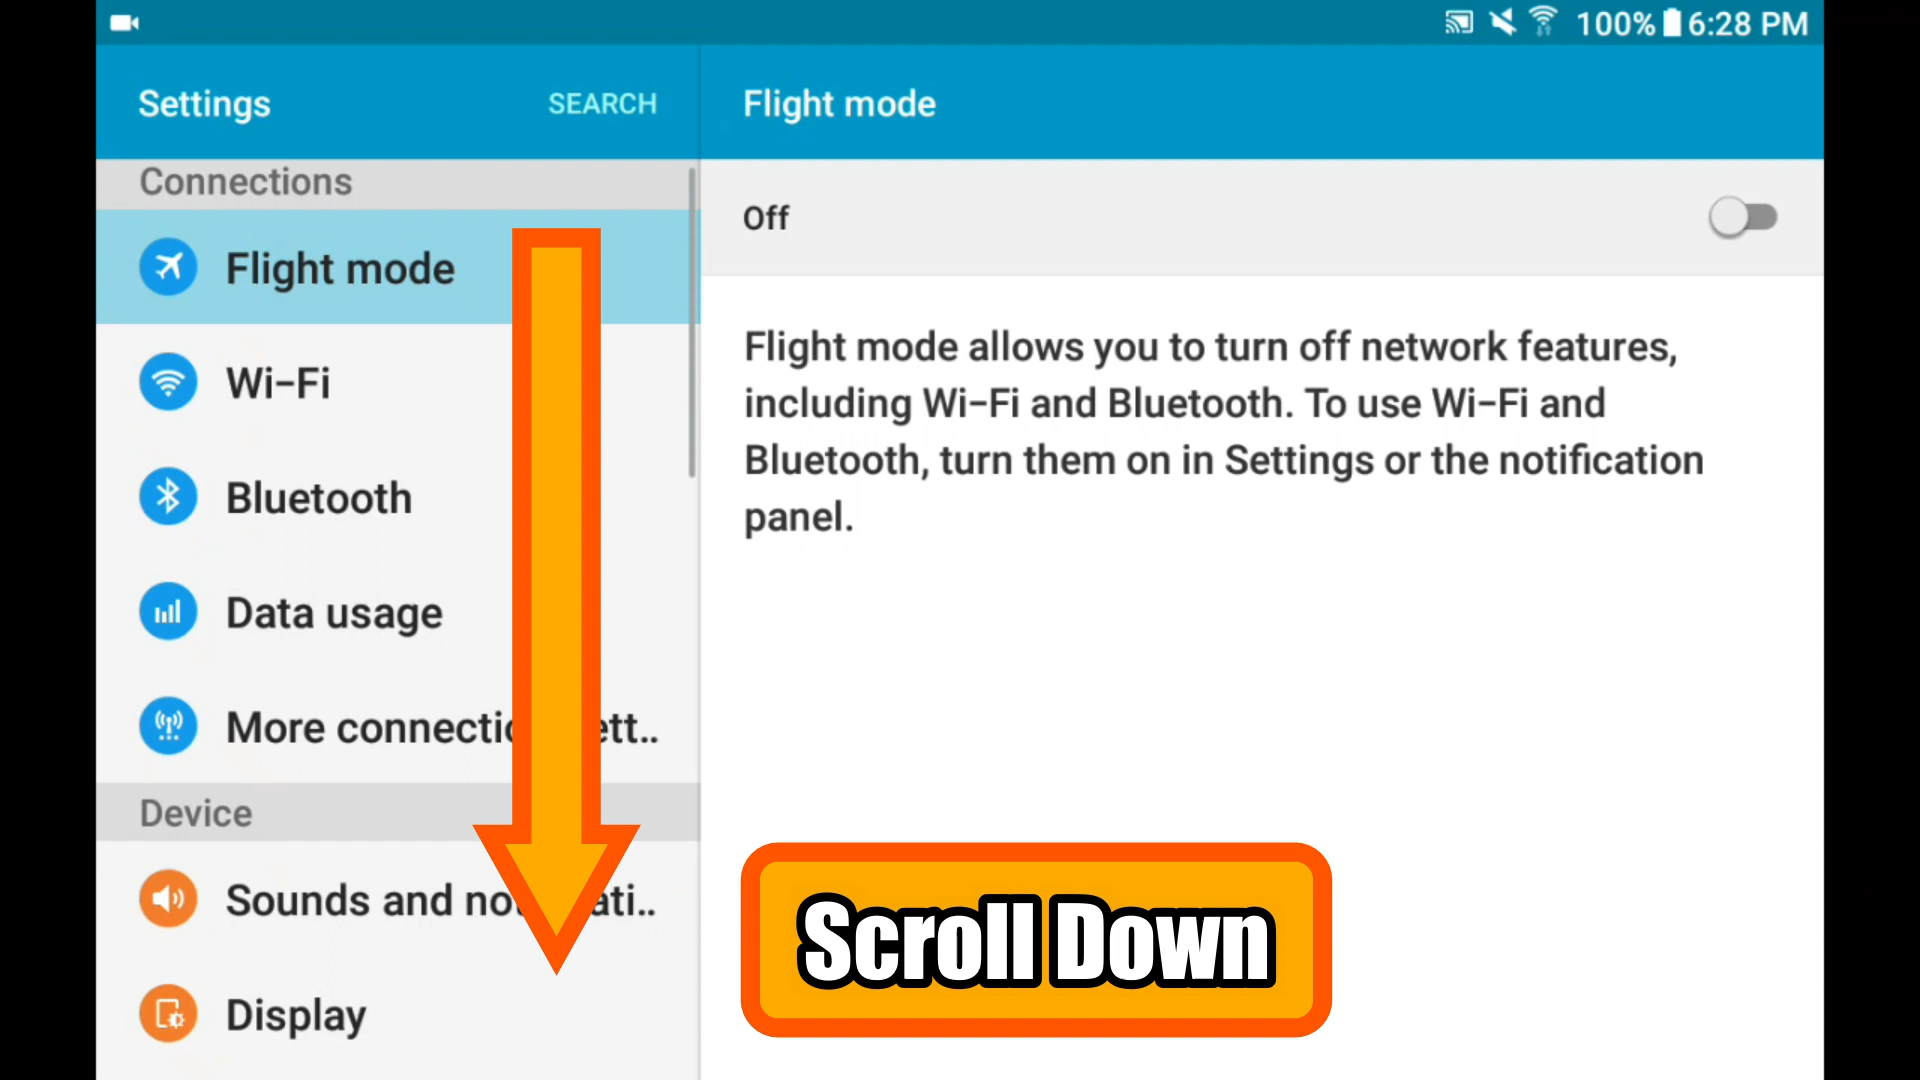 100% 6:28 PM
Settings
SEARCH
Flight mode
Connections
Flight mode
Wi-Fi
Bluetooth
Data usage
More connecti ett..
Device
Sounds and no ati..
Display
Off
Flight mode allows you to turn off network features,
including Wi-Fi and Bluetooth. To use Wi-Fi and
Bluetooth, turn them on in Settings or the notification
panel.
Scroll Down